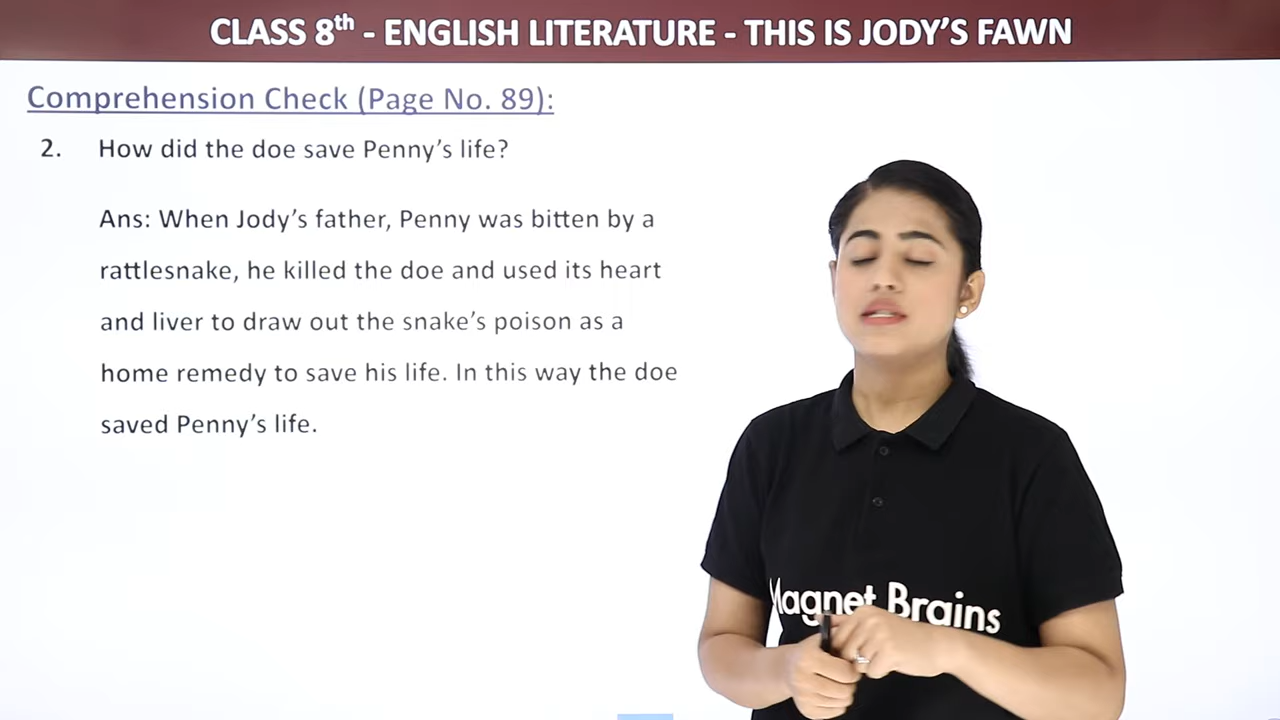 CLASS 8th - ENGLISH LITERATURE - THIS IS JODY’S FAWN
Comprehension Check (Page No. 89):
2. How did the doe save Penny’s life?
Ans: When Jody’s father, Penny was bitten by a
rattlesnake, he killed the doe and used its heart
and liver to draw out the snake’s poison as a
home remedy to save his life. In this way the doe
saved Penny’s life.
Magnet Brains